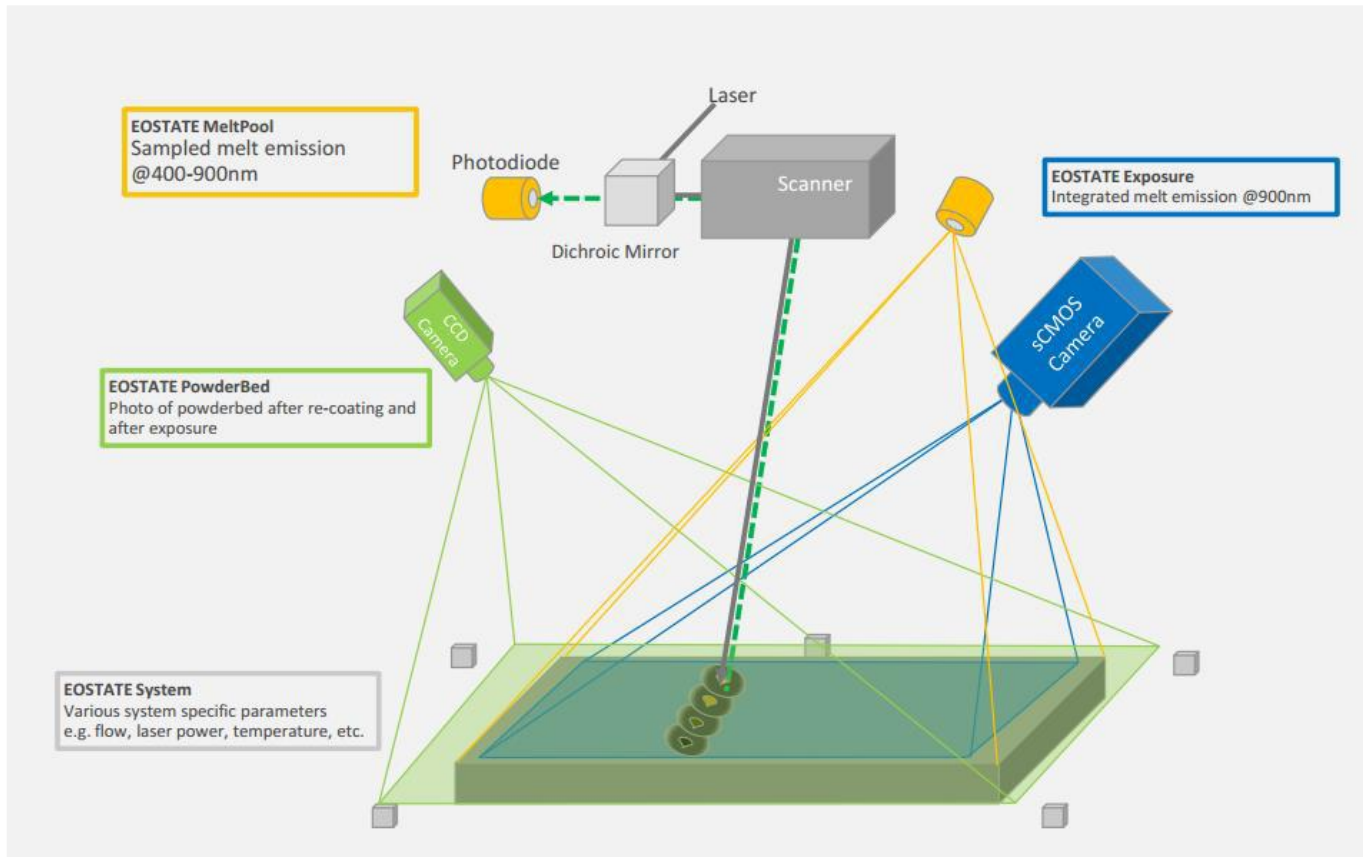 Laser
EOSTATE MeltPool
Sampled melt emission
@400-900nm
Photodiode
Scanner
EOSTATE Exposure
Integrated melt emission @900nm
Dichroic Mirror
CCD
Camera
sCMOS
Camera
EOSTATE PowderBed
Photo of powderbed after re-coating and
after exposure
EOSTATE System
Various system specific parameters
e.g. flow, laser power, temperature, etc.